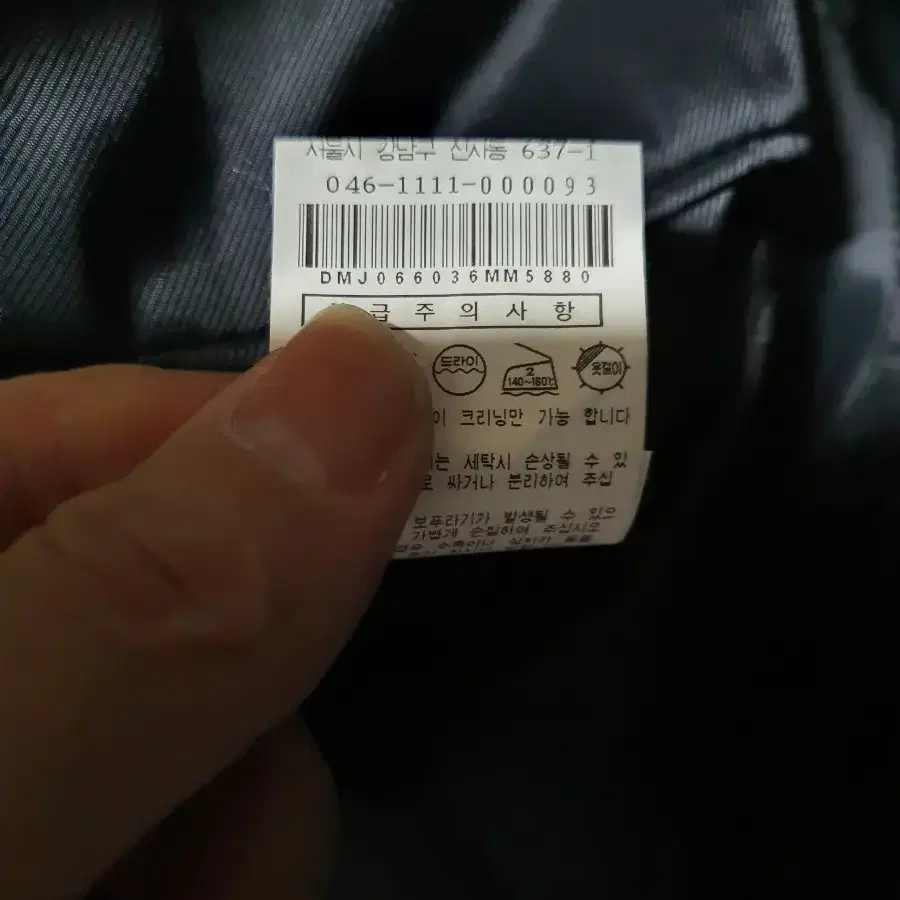 서울시 강남구 신사동 637-1
046-1111-000093
DMJ066036MM5880
급 주 의 사 항
드라이
2
140~160℃
옷걸이
이 크리닝만 가능 합니다
는 세탁시 손상될 수 있
로 싸거나 분리하여 주십
보푸라기가 발생될 수 있으
가볍게 손질하여 주십시오